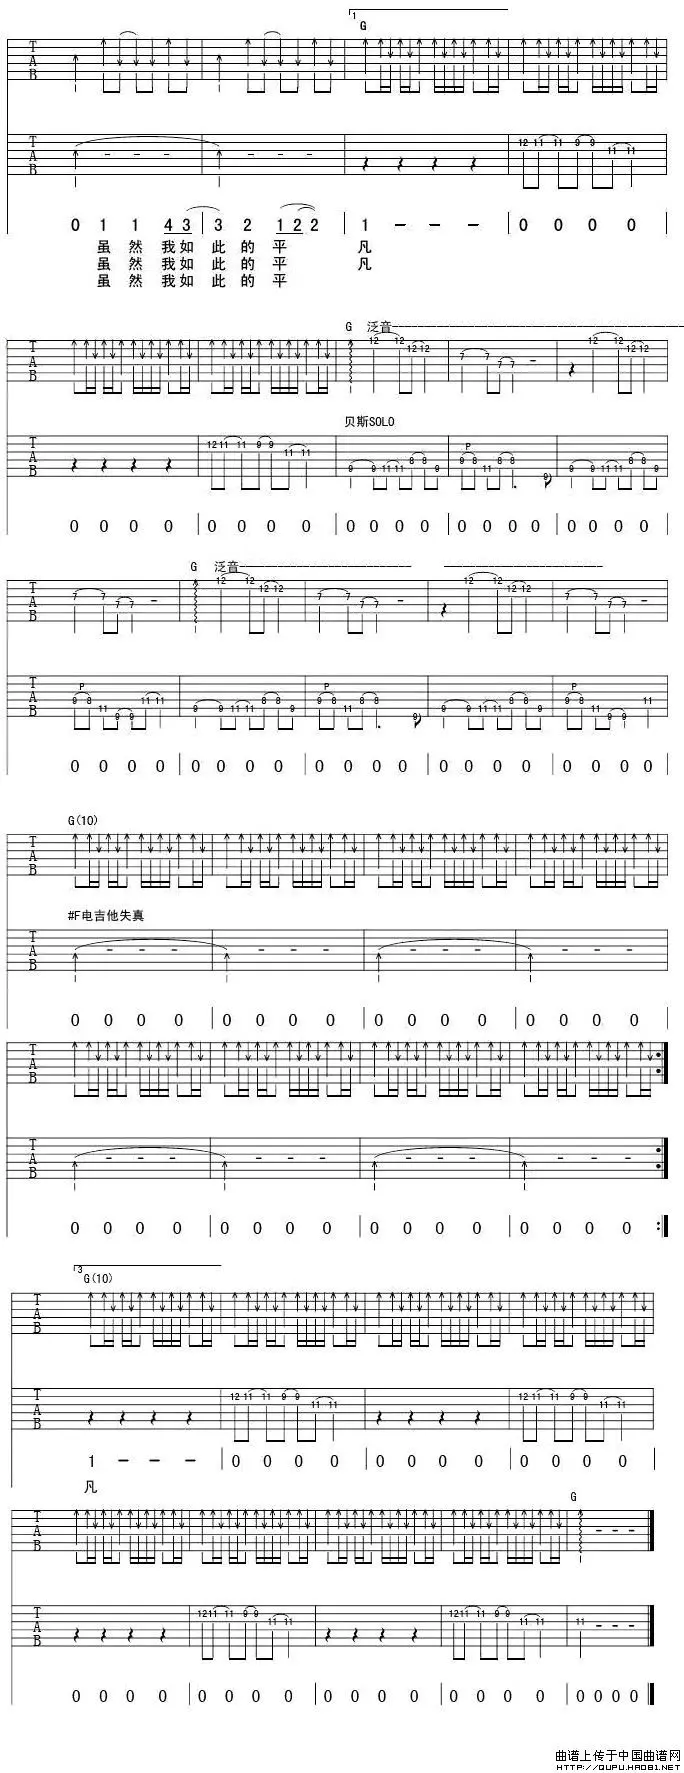 1
G
T
A
B
T
A
B
12 11 11 9 9 11 11
0 1 1 4 3 3 2 1 2 2 1 - - - 0 0 0 0
虽 然 我 如 此 的 平 凡
虽 然 我 如 此 的 平 凡
虽 然 我 如 此 的 平
G 泛音
T
A
B
12 12 12 12 7 7 7 7 - 12 12 12 12
贝斯SOLO
P
T
A
B
12 11 11 9 9 11 11 9 9 11 11 8 8 9 9 8 11 8 8 9 9 9 11 11 8 8 9
0 0 0 0 0 0 0 0 0 0 0 0 0 0 0 0 0 0 0 0
G 泛音
T
A
B
7 7 7 7 - 12 12 12 12 7 7 7 7 - 12 12 12 12 7 7 7 7 -
P P P
T
A
B
9 8 11 9 9 11 11 9 9 11 11 8 8 9 9 8 11 8 8 9 9 9 11 11 8 8 9 9 8 11 9 9 11
0 0 0 0 0 0 0 0 0 0 0 0 0 0 0 0 0 0 0 0
G(10)
T
A
B
#F电吉他失真
T
A
B
- - - - - - - - - - - -
0 0 0 0 0 0 0 0 0 0 0 0 0 0 0 0
T
A
B
T
A
B
- - - - - - - - - - - -
0 0 0 0 0 0 0 0 0 0 0 0 0 0 0 0
3
G(10)
T
A
B
T
A
B
12 11 11 9 9 11 11 12 11 11 9 9 11 11
1 - - - 0 0 0 0 0 0 0 0 0 0 0 0
凡
G
T
A
B
- - -
T
A
B
12 11 11 9 9 11 11 12 11 11 9 9 11 11 11 - - -
0 0 0 0 0 0 0 0 0 0 0 0 0 0 0 0 0 0 0 0
曲谱上传于中国曲谱网
HTTP://QUPU.HAO81.NET